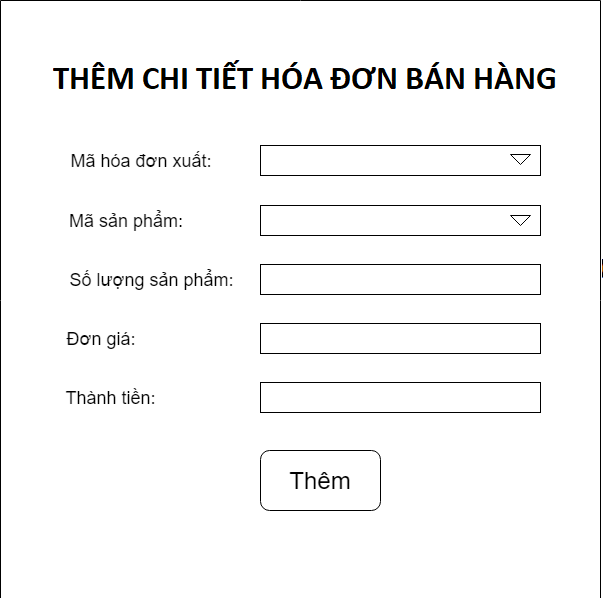 THÊM CHI TIẾT HÓA ĐƠN BÁN HÀNG
Mã hóa đơn xuất:
Mã sản phẩm:
Số lượng sản phẩm:
Đơn giá:
Thành tiền:
Thêm